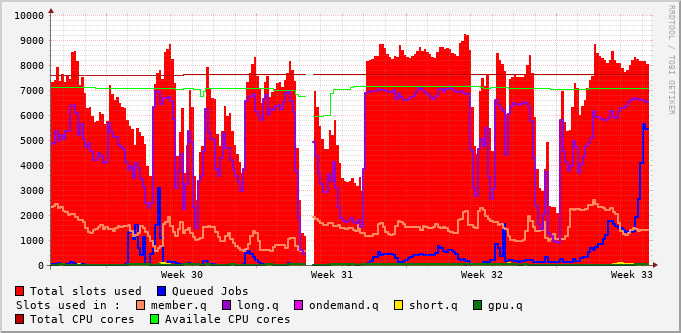 10000
9000
8000
7000
6000
5000
4000
3000
2000
1000
0
Week 30 Week 31 Week 32 Week 33
RRDTOOL / TOBI OETIKER
Total slots used Queued Jobs
Slots used in : member.q long.q ondemand.q short.q gpu.q
Total CPU cores Availale CPU cores